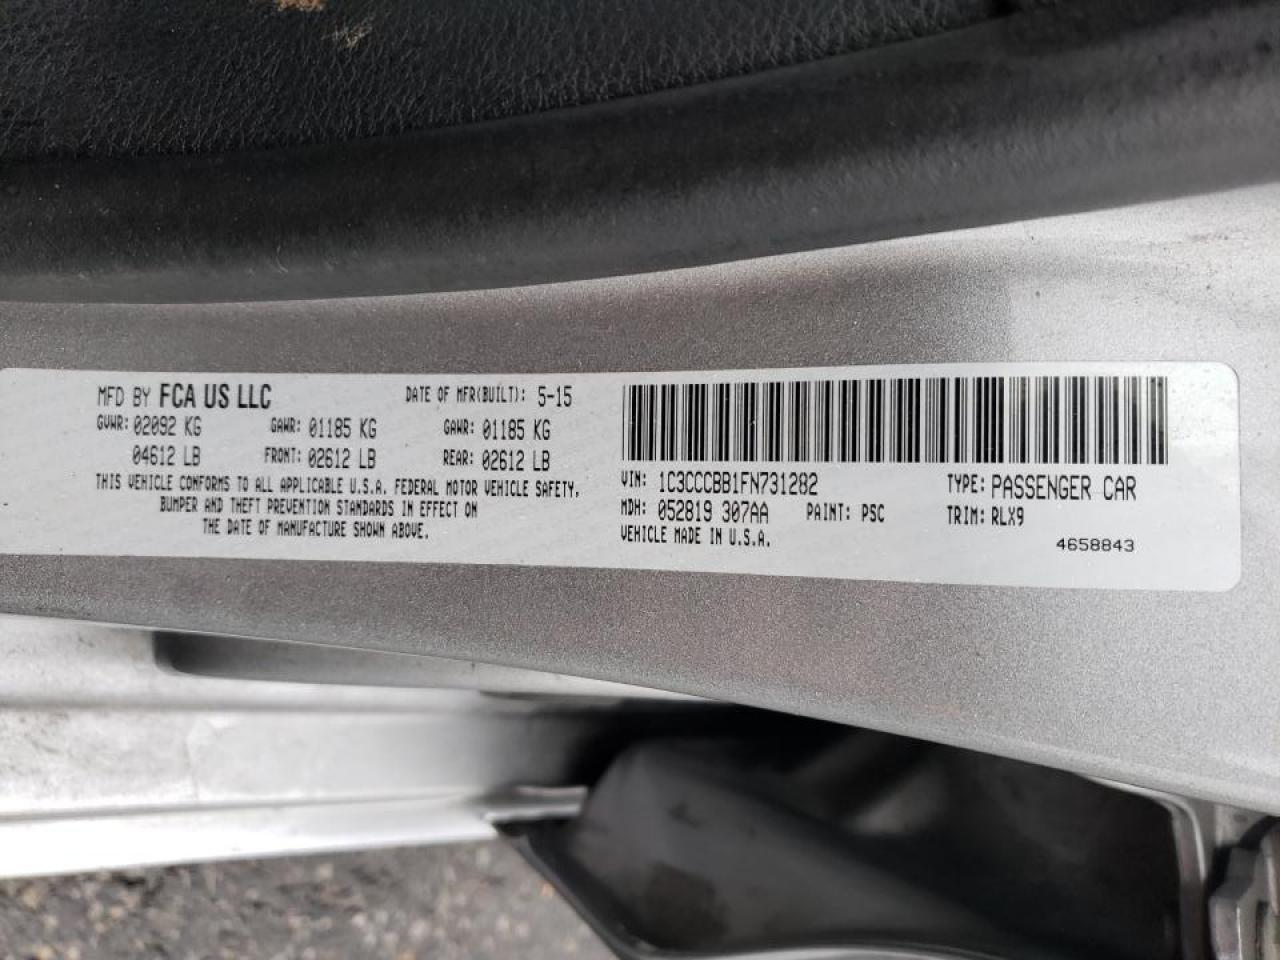 MFD BY FCA US LLC DATE OF MFR(BUILT): 5-15
GVWR: 02092 KG GAWR: 01185 KG GAWR: 01185 KG
04612 LB FRONT: 02612 LB REAR: 02612 LB
THIS VEHICLE CONFORMS TO ALL APPLICABLE U.S.A. FEDERAL MOTOR VEHICLE SAFETY,
BUMPER AND THEFT PREVENTION STANDARDS IN EFFECT ON
THE DATE OF MANUFACTURE SHOWN ABOVE.
VIN: 1C3CCCBB1FN731282 TYPE: PASSENGER CAR
MDH: 052819 307AA PAINT: PSC TRIM: RLX9
VEHICLE MADE IN U.S.A.
4658843